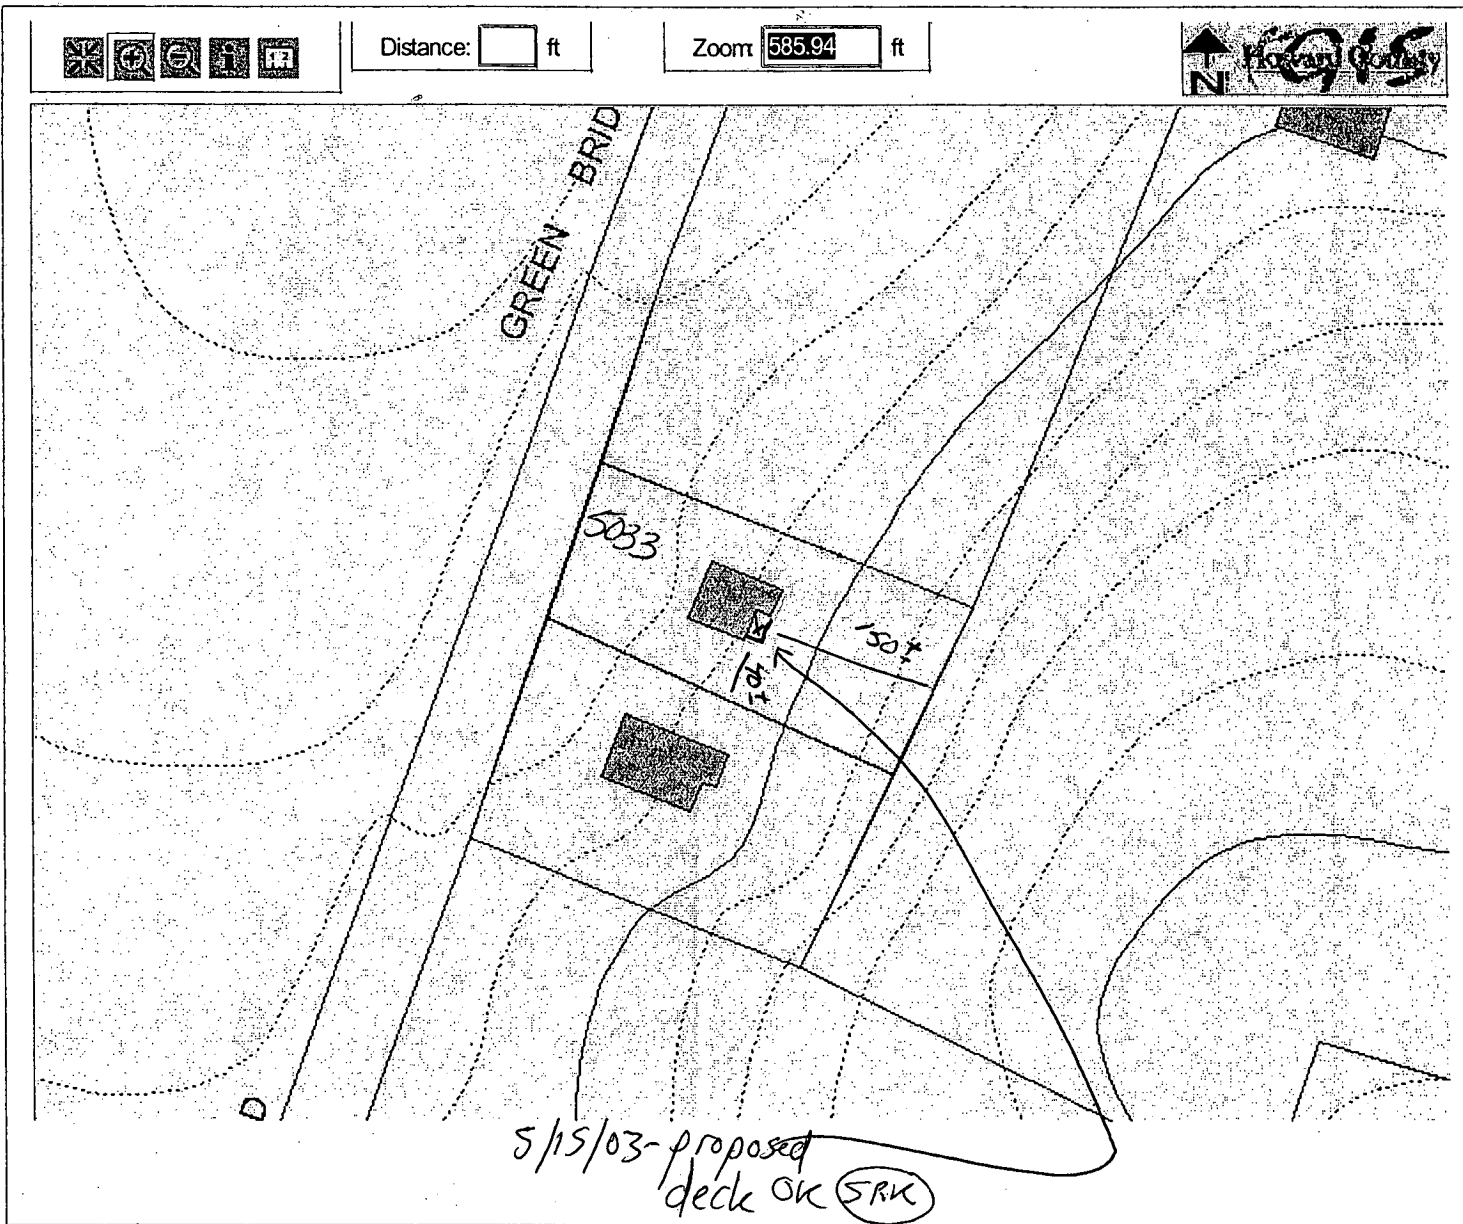 Distance: ft
Zoom: 585.94 ft
N
Howard County
GIS
GREEN BRID
5033
150±
40±
D
5/15/03-proposed
deck OK SRK